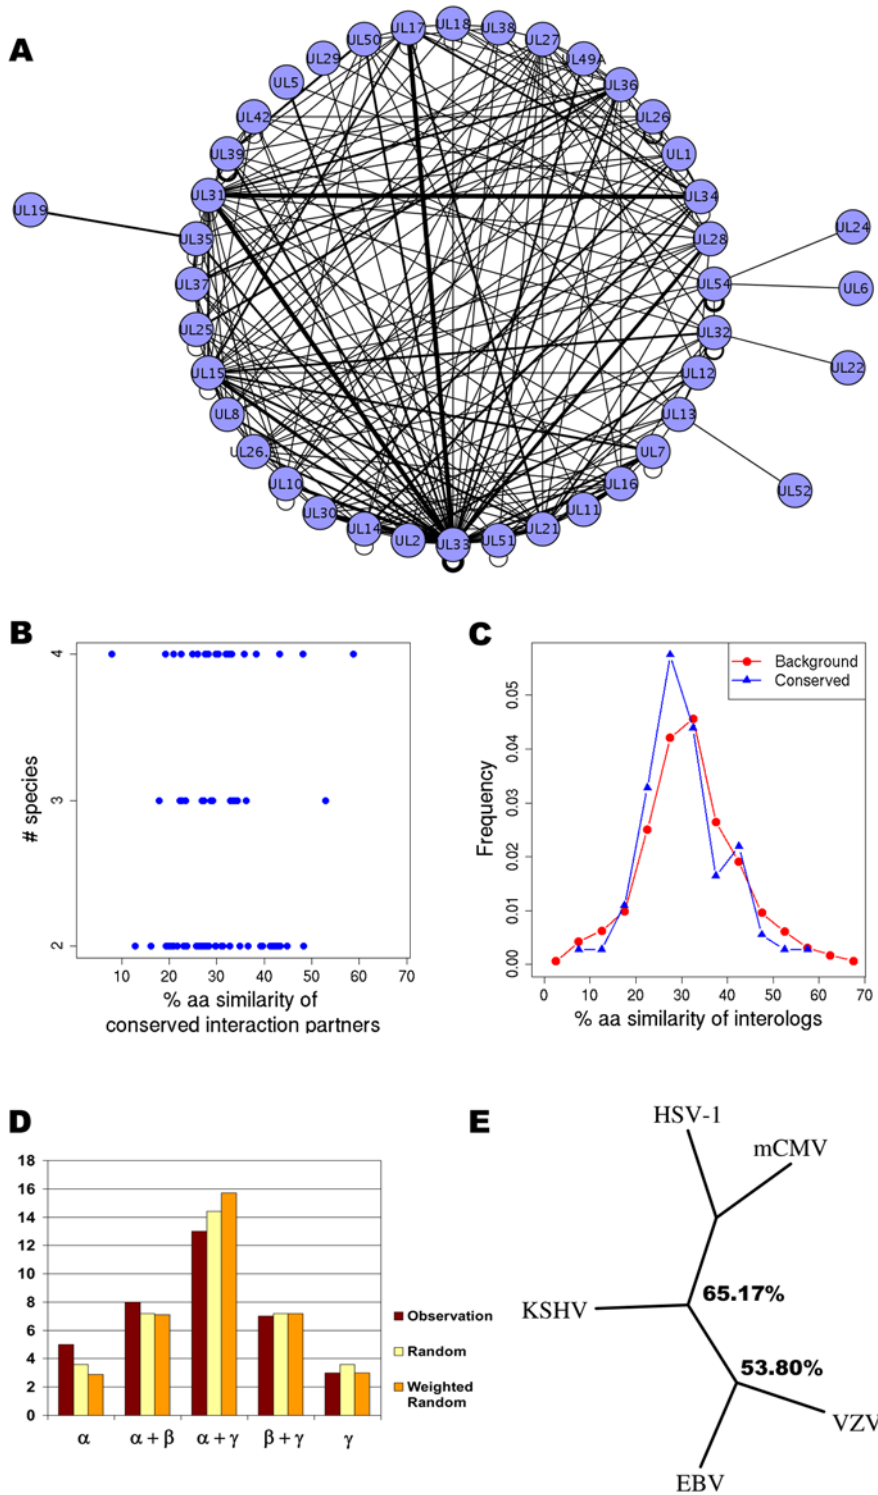 A
UL17
UL18
UL38
UL50
UL27
UL29
UL49A
UL5
UL36
UL42
UL26
UL39
UL1
UL31
UL34
UL19
UL24
UL35
UL28
UL37
UL54
UL6
UL25
UL32
UL15
UL12
UL22
UL8
UL13
UL26.
UL7
UL10
UL16
UL52
UL30
UL11
UL14
UL21
UL2
UL33
UL51
B
# species
4
3
2
10 20 30 40 50 60 70
% aa similarity of
conserved interaction partners
C
Frequency
0.05
0.04
0.03
0.02
0.01
0.00
Background
Conserved
0 10 20 30 40 50 60 70
% aa similarity of interologs
D
18
16
14
12
10
8
6
4
2
0
α α + β α + γ β + γ γ
Observation
Random
Weighted
Random
E
HSV-1
mCMV
65.17%
KSHV
53.80%
VZV
EBV